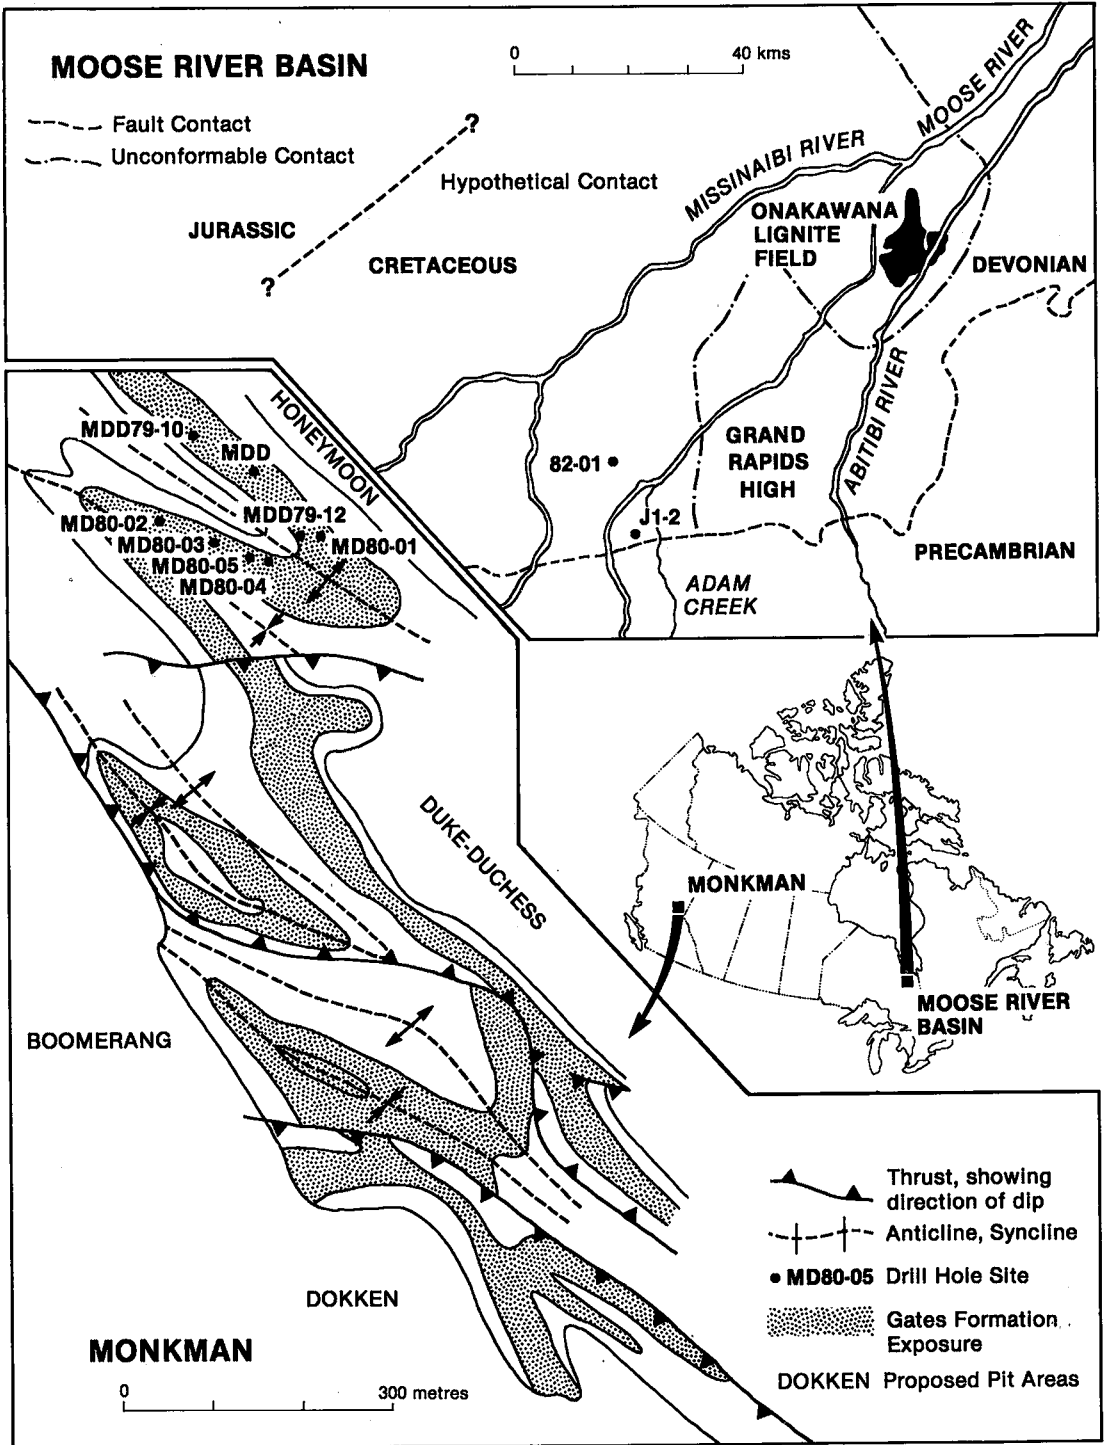 MOOSE RIVER BASIN
Fault Contact
Unconformable Contact
0 40 kms
?
Hypothetical Contact
JURASSIC
CRETACEOUS
?
MISSINAIBI RIVER
MOOSE RIVER
ONAKAWANA
LIGNITE
FIELD
DEVONIAN
ABITIBI RIVER
GRAND
RAPIDS
HIGH
82-01
J1-2
PRECAMBRIAN
ADAM
CREEK
HONEYMOON
MDD79-10
MDD
MDD79-12
MD80-02
MD80-03
MD80-01
MD80-05
MD80-04
DUKE-DUCHESS
MONKMAN
MOOSE RIVER
BASIN
BOOMERANG
DOKKEN
MONKMAN
0 300 metres
Thrust, showing
direction of dip
Anticline, Syncline
MD80-05 Drill Hole Site
Gates Formation
Exposure
DOKKEN Proposed Pit Areas